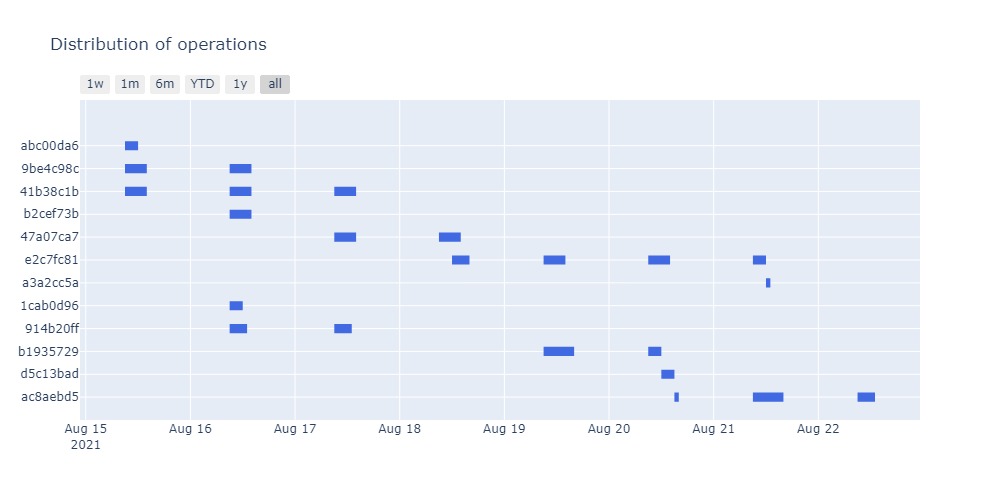 Distribution of operations
1w 1m 6m YTD 1y all
abc00da6
9be4c98c
41b38c1b
b2cef73b
47a07ca7
e2c7fc81
a3a2cc5a
1cab0d96
914b20ff
b1935729
d5c13bad
ac8aebd5
Aug 15 Aug 16 Aug 17 Aug 18 Aug 19 Aug 20 Aug 21 Aug 22
2021